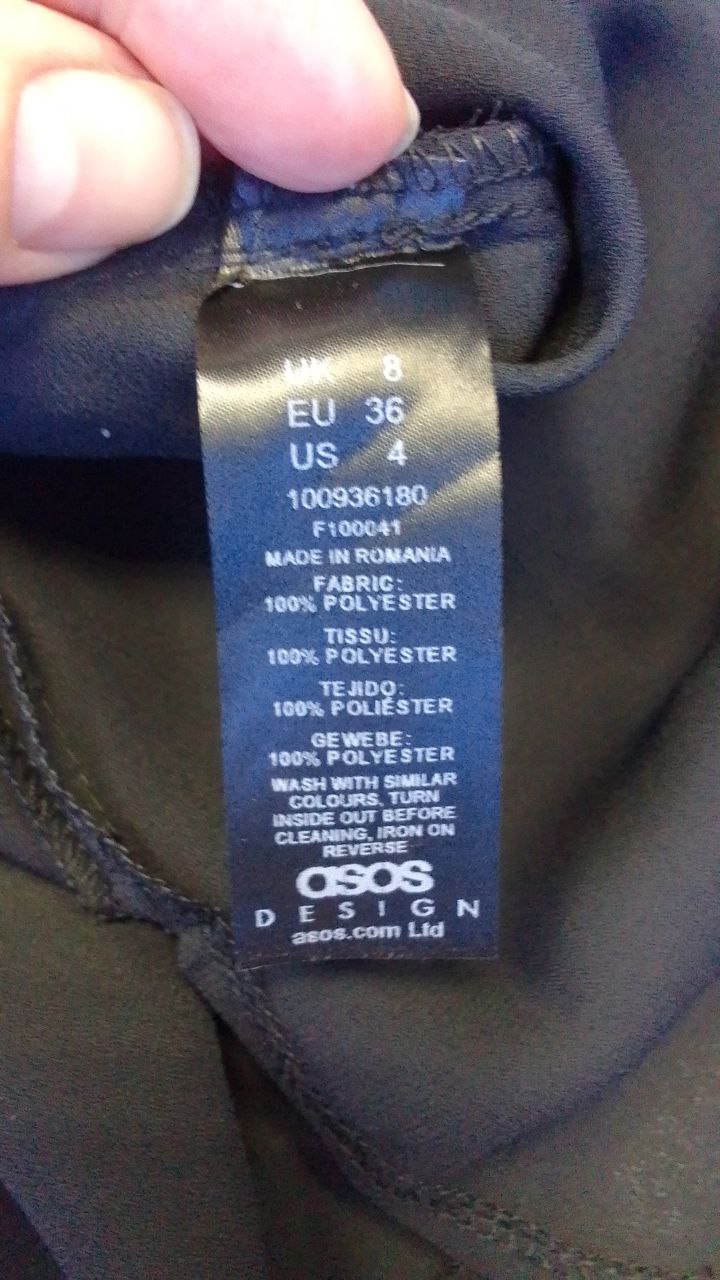 UK 8
EU 36
US 4
100936180
F100041
MADE IN ROMANIA
FABRIC:
100% POLYESTER
TISSU:
100% POLYESTER
TEJIDO:
100% POLIÉSTER
GEWEBE:
100% POLYESTER
WASH WITH SIMILAR
COLOURS, TURN
INSIDE OUT BEFORE
CLEANING, IRON ON
REVERSE
asos
DESIGN
asos.com Ltd